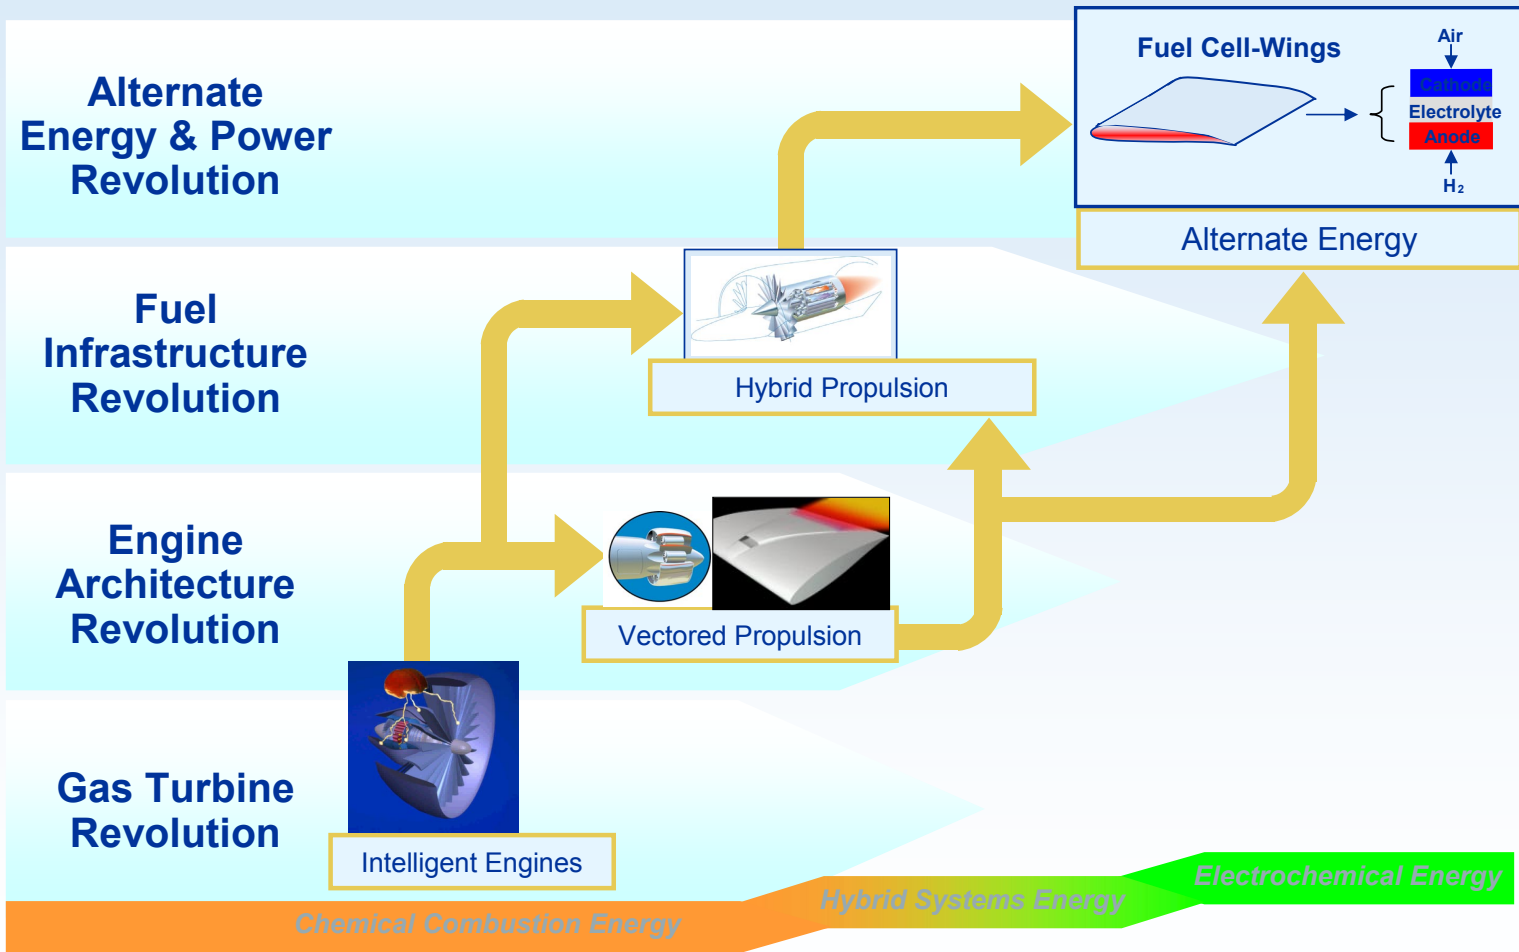 Alternate
Energy & Power
Revolution
Fuel Cell-Wings
Air
Cathode
Electrolyte
Anode
H2
Alternate Energy
Fuel
Infrastructure
Revolution
Hybrid Propulsion
Engine
Architecture
Revolution
Vectored Propulsion
Gas Turbine
Revolution
Intelligent Engines
Chemical Combustion Energy
Hybrid Systems Energy
Electrochemical Energy